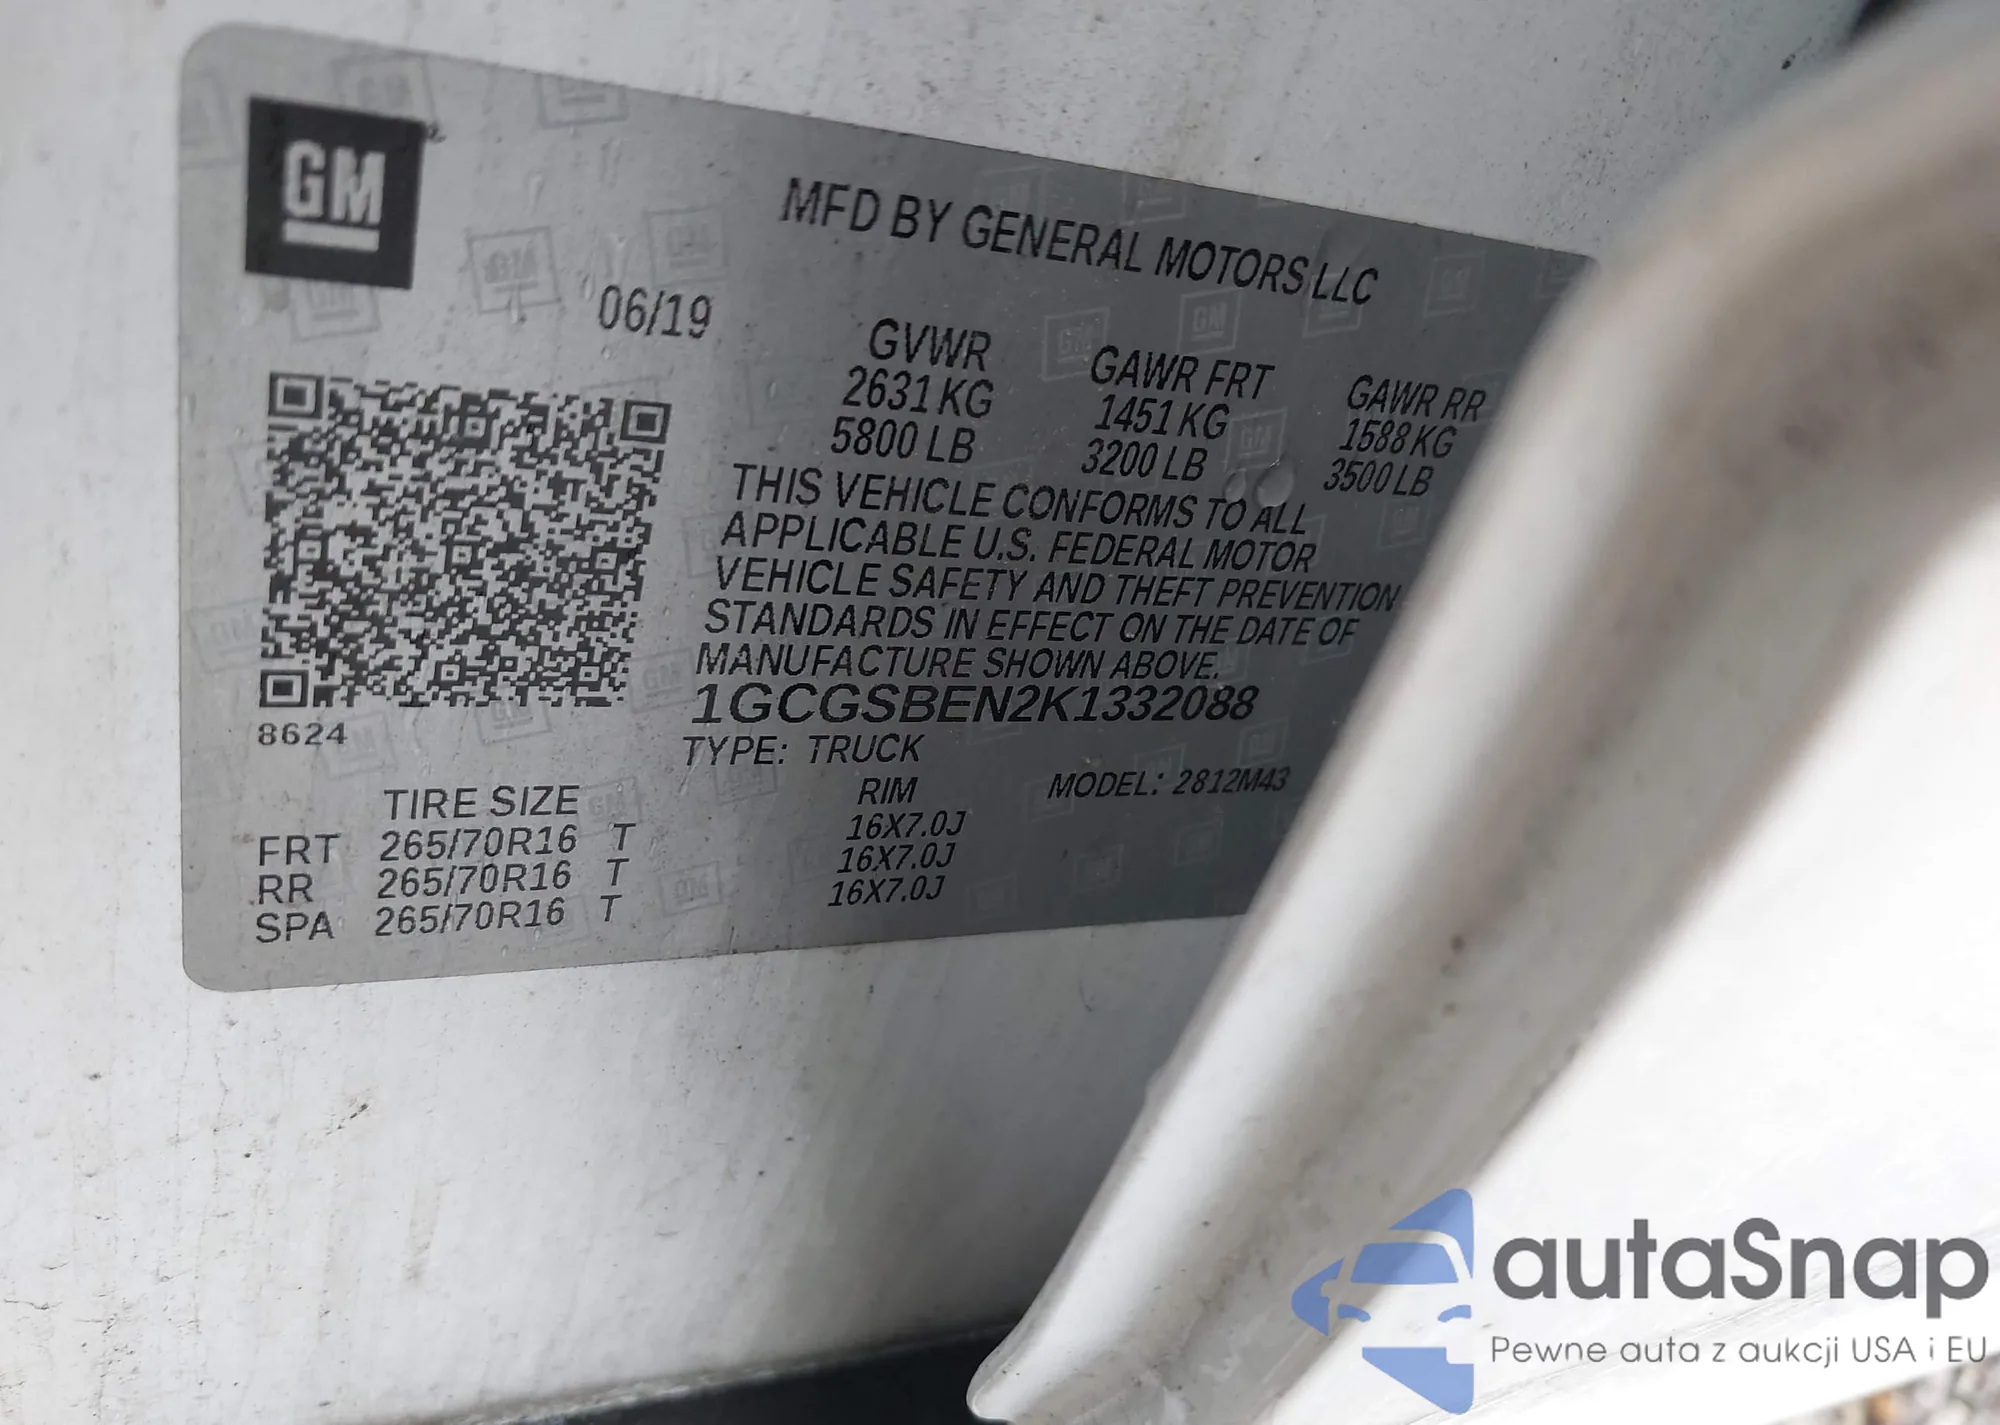 GM
MFD BY GENERAL MOTORS LLC
06/19
GVWR GAWR FRT GAWR RR
2631 KG 1451 KG 1588 KG
5800 LB 3200 LB 3500 LB
THIS VEHICLE CONFORMS TO ALL
APPLICABLE U.S. FEDERAL MOTOR
VEHICLE SAFETY AND THEFT PREVENTION
STANDARDS IN EFFECT ON THE DATE OF
MANUFACTURE SHOWN ABOVE.
1GCGSBEN2K1332088
8624
TYPE: TRUCK MODEL: 2812M43
TIRE SIZE RIM
FRT 265/70R16 T 16X7.0J
RR 265/70R16 T 16X7.0J
SPA 265/70R16 T 16X7.0J
autaSnap
Pewne auta z aukcji USA i EU